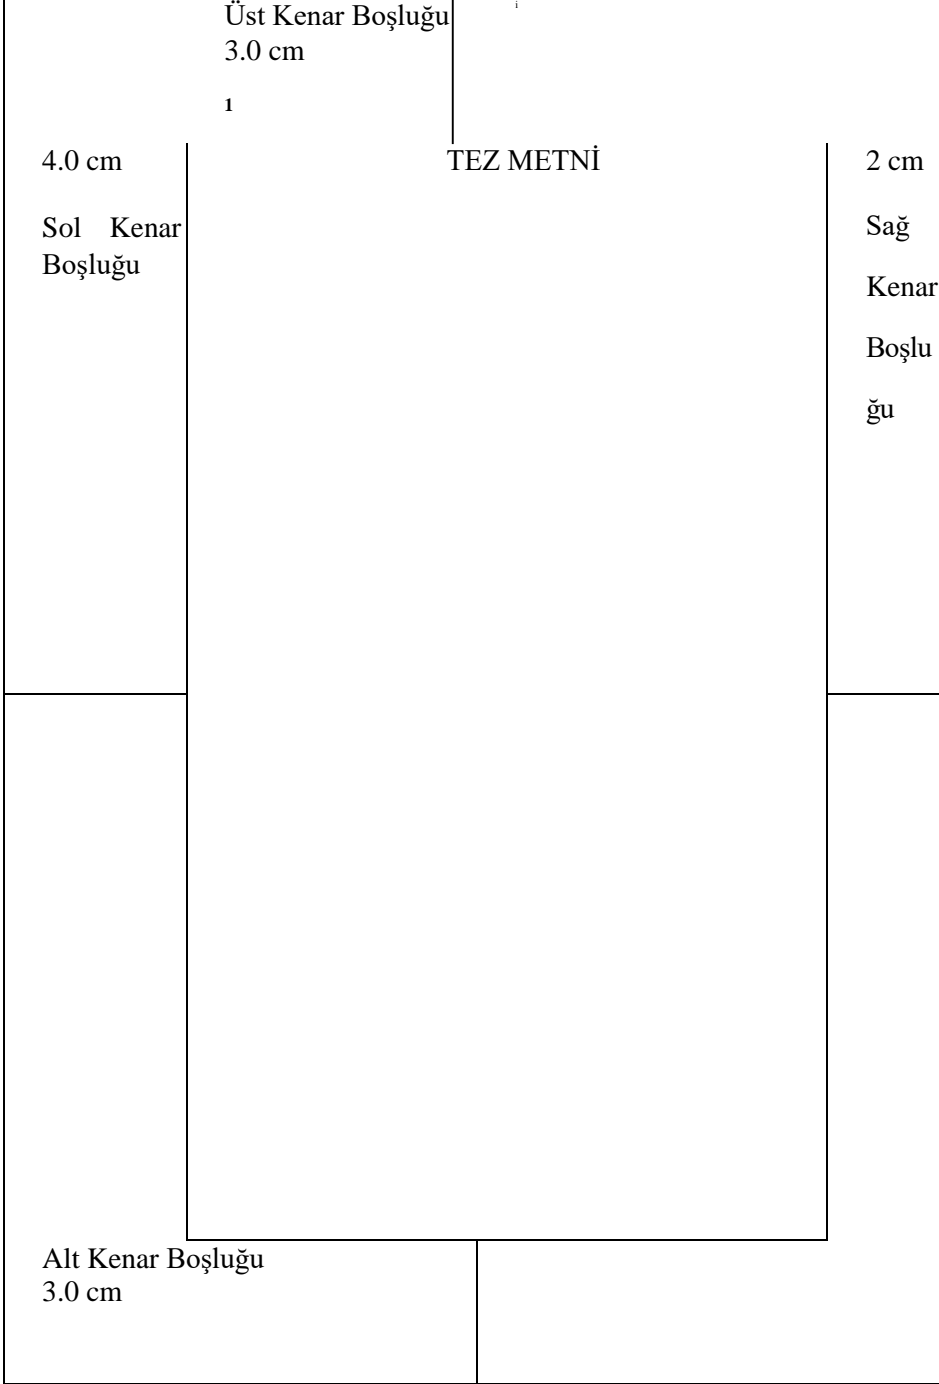 Üst Kenar Boşluğu
3.0 cm
i
1
4.0 cm
Sol Kenar
Boşluğu
TEZ METNİ
2 cm
Sağ
Kenar
Boşlu
ğu
Alt Kenar Boşluğu
3.0 cm